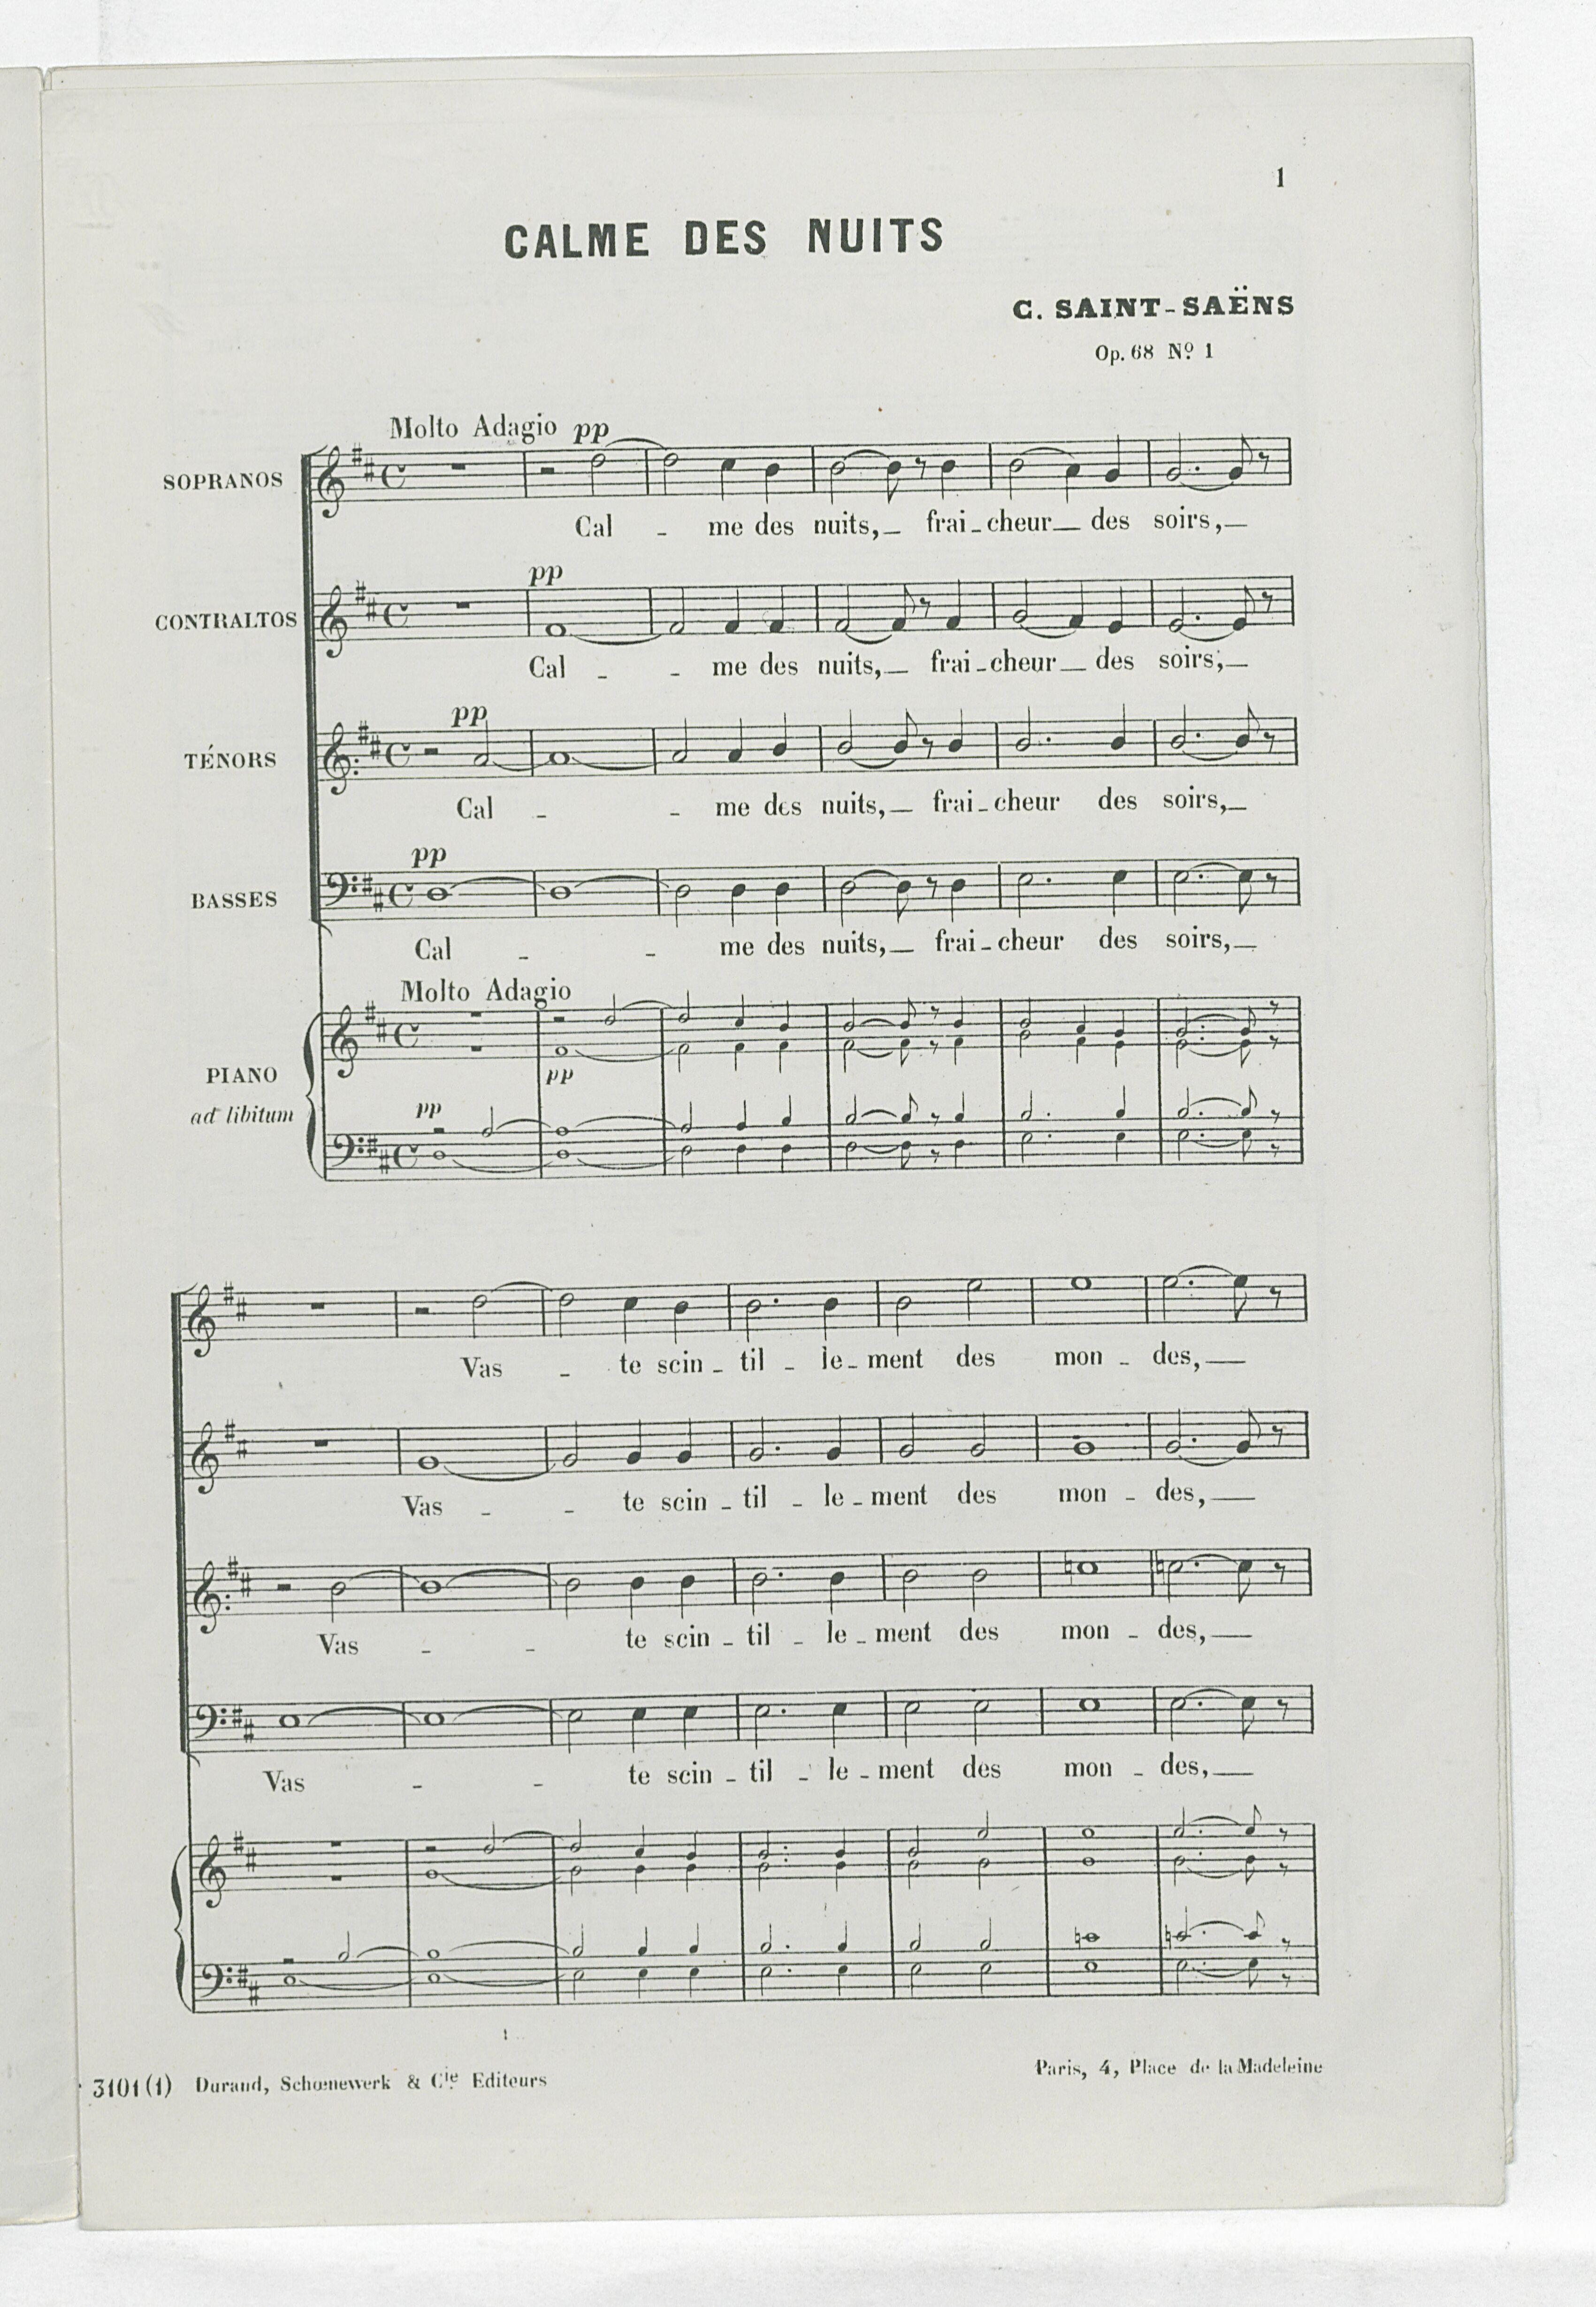 1
CALME DES NUITS
C. SAINT-SAËNS
Op. 68 Nº 1
Molto Adagio pp
SOPRANOS
Cal - me des nuits,_ frai-cheur_ des soirs,_
pp
CONTRALTOS
Cal - - me des nuits,_ frai-cheur_ des soirs,_
pp
TÉNORS
Cal - - me des nuits,_ frai-cheur des soirs,_
pp
BASSES
Cal - - me des nuits,_ frai-cheur des soirs,_
Molto Adagio
PIANO
ad libitum
pp
pp
Vas - te scin - til - le - ment des mon - des,_
Vas - - te scin - til - le - ment des mon - des,_
Vas - - te scin - til - le - ment des mon - des,_
Vas - - te scin - til - le - ment des mon - des,_
3101 (1) Durand, Schœnewerk & Cie Editeurs
Paris, 4, Place de la Madeleine